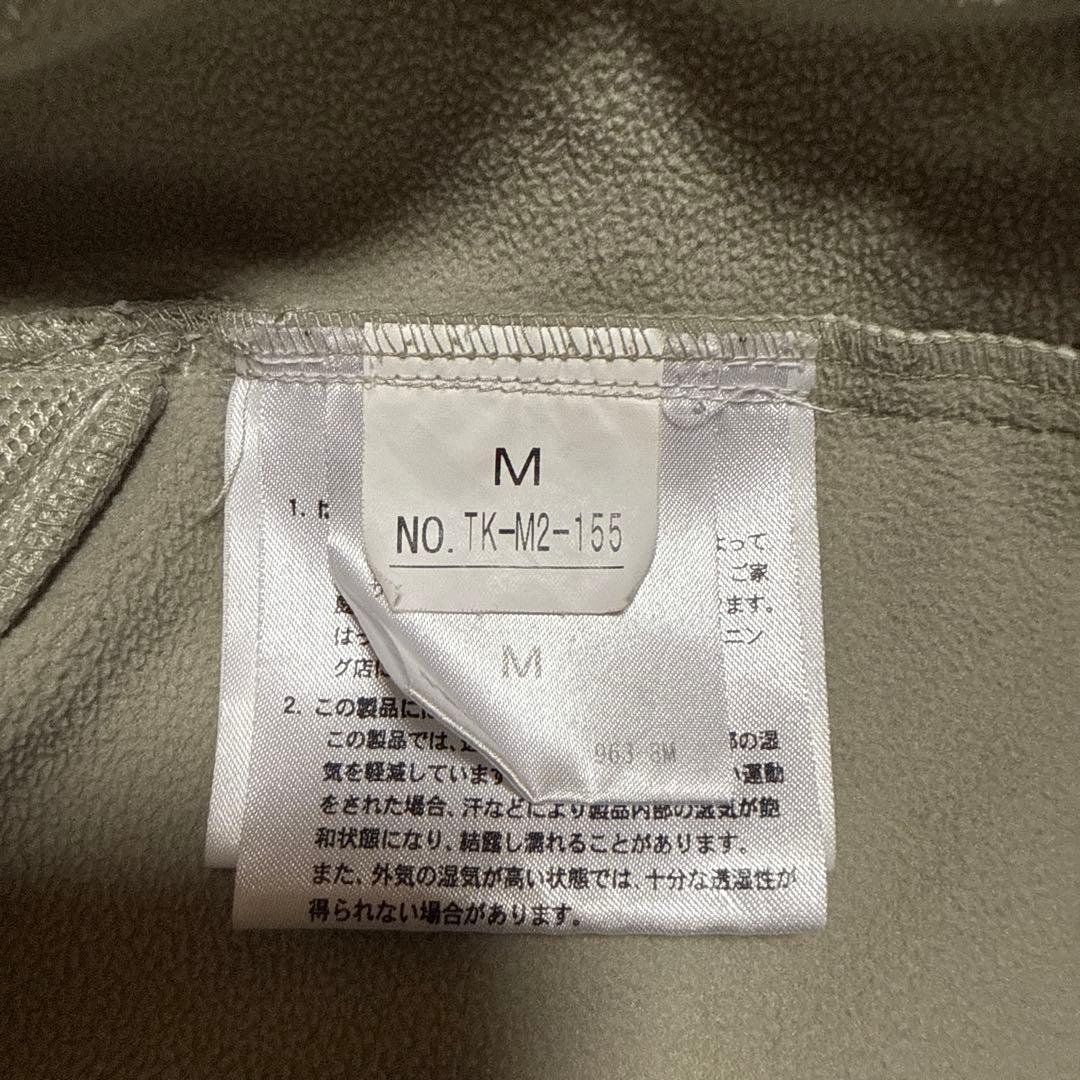 M
NO. TK-M2-155
1.
よって
ご家
ます。
はっ
ニン
グ店に
M
963 3M
2. この製品に
この製品では、 の湿
気を軽減しています い運動
をされた場合、汗などにより製品内部の湿気が飽
和状態になり、結露し濡れることがあります。
また、外気の湿気が高い状態では、十分な透湿性が
得られない場合があります。